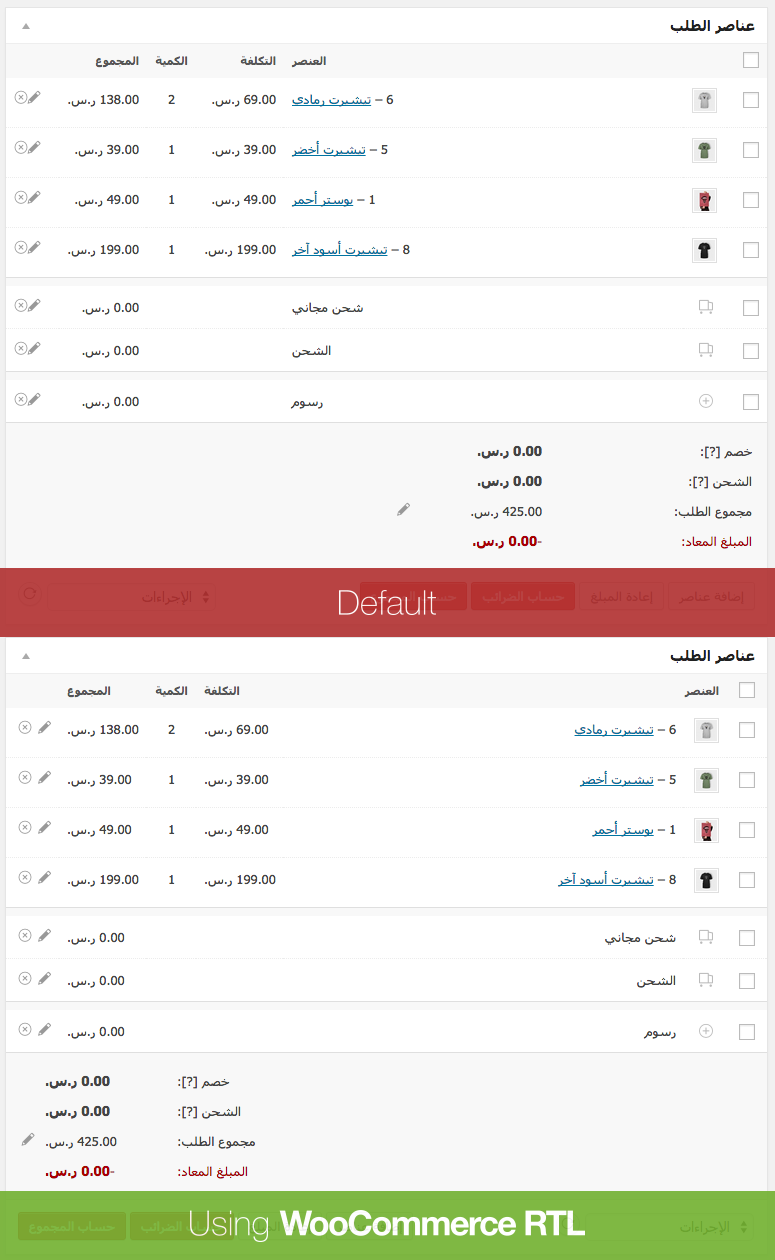 عناصر الطلب
العنصر التكلفة الكمية المجموع
6 – تيشيرت رمادي 69.00 ر.س. 2 138.00 ر.س.
5 – تيشيرت أخضر 39.00 ر.س. 1 39.00 ر.س.
1 – بوستر أحمر 49.00 ر.س. 1 49.00 ر.س.
8 – تيشيرت أسود آخر 199.00 ر.س. 1 199.00 ر.س.
شحن مجاني 0.00 ر.س.
الشحن 0.00 ر.س.
رسوم 0.00 ر.س.
خصم [?]: 0.00 ر.س.
الشحن [?]: 0.00 ر.س.
مجموع الطلب: 425.00 ر.س.
المبلغ المعاد: -0.00 ر.س.
إضافة عناصر إعادة المبلغ حساب الضرائب حساب الإجراءات
Default
عناصر الطلب
العنصر التكلفة الكمية المجموع
6 – تيشيرت رمادي 69.00 ر.س. 2 138.00 ر.س.
5 – تيشيرت أخضر 39.00 ر.س. 1 39.00 ر.س.
1 – بوستر أحمر 49.00 ر.س. 1 49.00 ر.س.
8 – تيشيرت أسود آخر 199.00 ر.س. 1 199.00 ر.س.
شحن مجاني 0.00 ر.س.
الشحن 0.00 ر.س.
رسوم 0.00 ر.س.
خصم [?]: 0.00 ر.س.
الشحن [?]: 0.00 ر.س.
مجموع الطلب: 425.00 ر.س.
المبلغ المعاد: -0.00 ر.س.
الإجراءات حساب الضرائب حساب المجموع
Using WooCommerce RTL